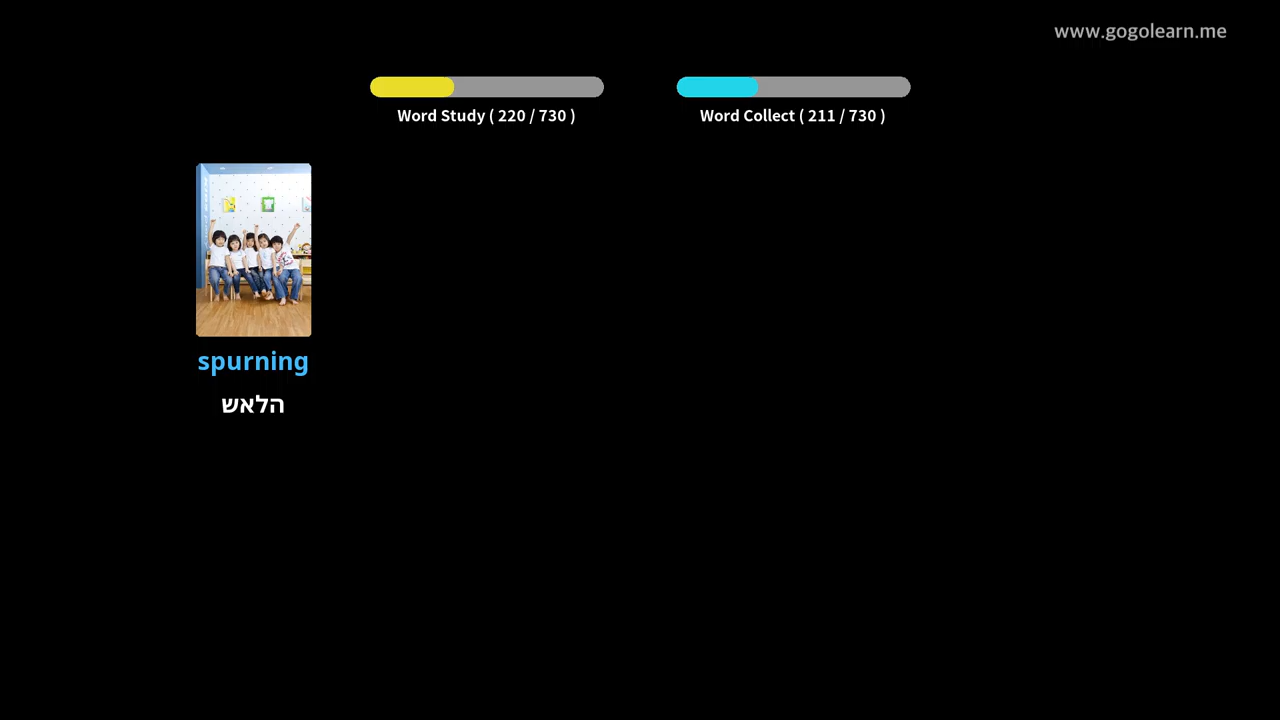 www.gogolearn.me
Word Study ( 220 / 730 )
Word Collect ( 211 / 730 )
spurning
הלאש